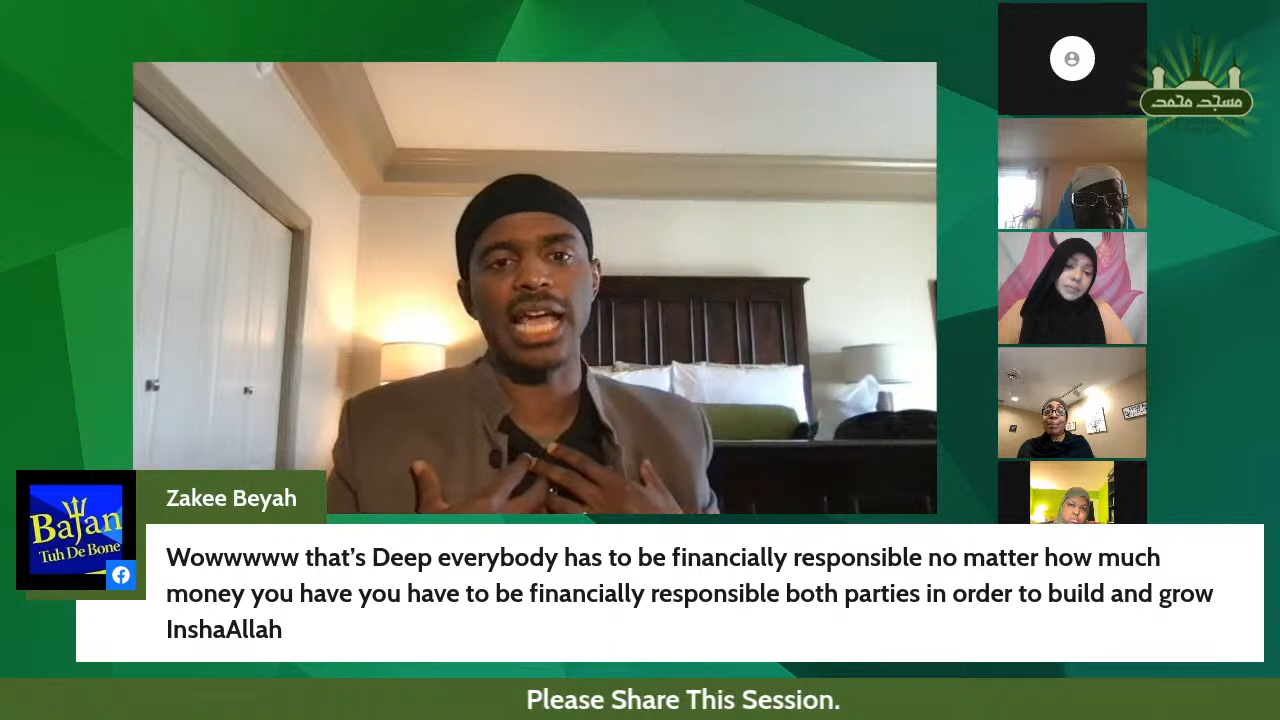 مسجد محمد
Zakee Beyah
Bajan
Tuh De Bone
Wowwwww that's Deep everybody has to be financially responsible no matter how much
money you have you have to be financially responsible both parties in order to build and grow
InshaAllah
Please Share This Session.